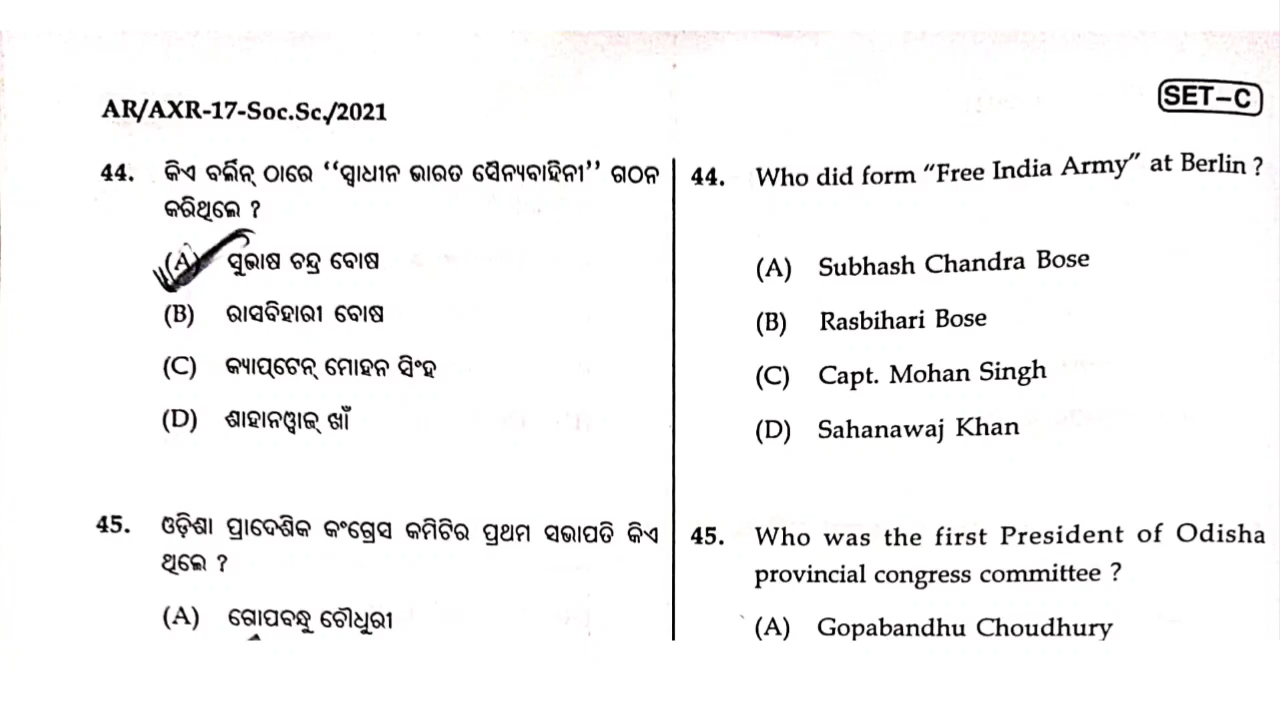 AR/AXR-17-Soc.Sc./2021
SET-C
44. କିଏ ବର୍ଲିନ୍ ଠାରେ ‘‘ସ୍ୱାଧୀନ ଭାରତ ସୈନ୍ୟବାହିନୀ’’ ଗଠନ
କରିଥିଲେ ?
(A) ସୁଭାଷ ଚନ୍ଦ୍ର ବୋଷ
(B) ରାସବିହାରୀ ବୋଷ
(C) କ୍ୟାପ୍‌ଟେନ୍ ମୋହନ ସିଂହ
(D) ଶାହାନୱାଜ୍ ଖାଁ
45. ଓଡ଼ିଶା ପ୍ରାଦେଶିକ କଂଗ୍ରେସ କମିଟିର ପ୍ରଥମ ସଭାପତି କିଏ
ଥିଲେ ?
(A) ଗୋପବନ୍ଧୁ ଚୌଧୁରୀ
44. Who did form “Free India Army” at Berlin ?
(A) Subhash Chandra Bose
(B) Rasbihari Bose
(C) Capt. Mohan Singh
(D) Sahanawaj Khan
45. Who was the first President of Odisha
provincial congress committee ?
(A) Gopabandhu Choudhury